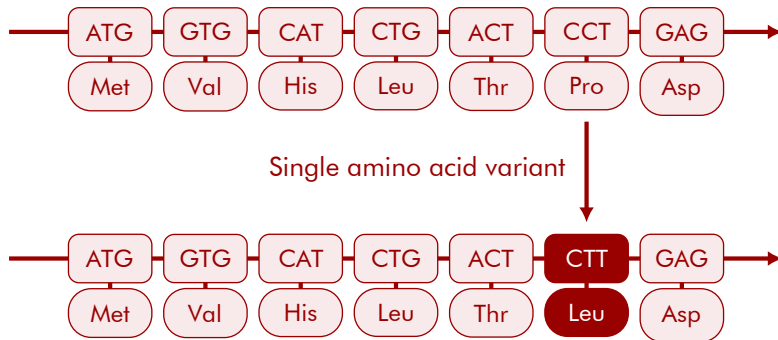 ATG GTG CAT CTG ACT CCT GAG
Met Val His Leu Thr Pro Asp
Single amino acid variant
ATG GTG CAT CTG ACT CTT GAG
Met Val His Leu Thr Leu Asp